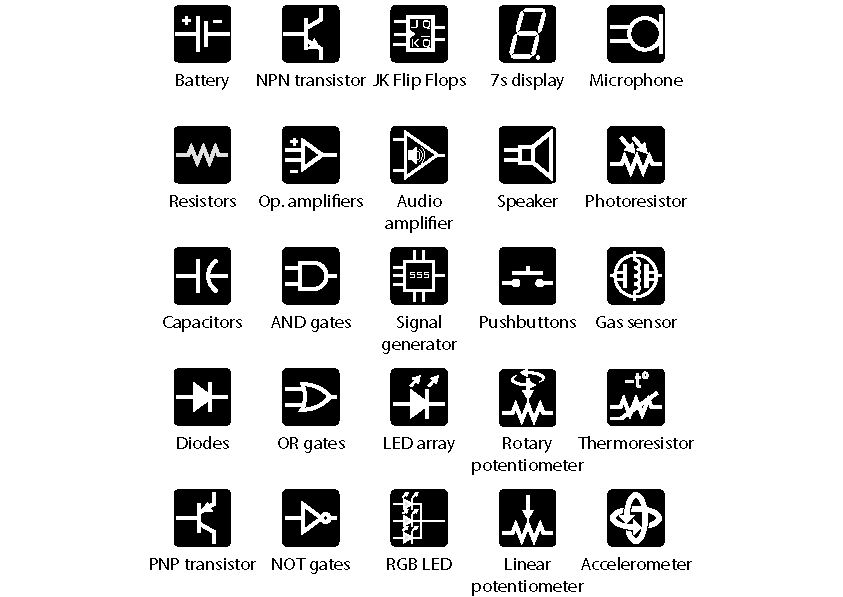 + -
Battery
NPN transistor
J Q
K Q
JK Flip Flops
7s display
Microphone
Resistors
+
-
Op. amplifiers
Audio
amplifier
Speaker
Photoresistor
Capacitors
AND gates
555
Signal
generator
Pushbuttons
Gas sensor
Diodes
OR gates
LED array
Rotary
potentiometer
-t°
Thermoresistor
PNP transistor
NOT gates
RGB LED
Linear
potentiometer
Accelerometer